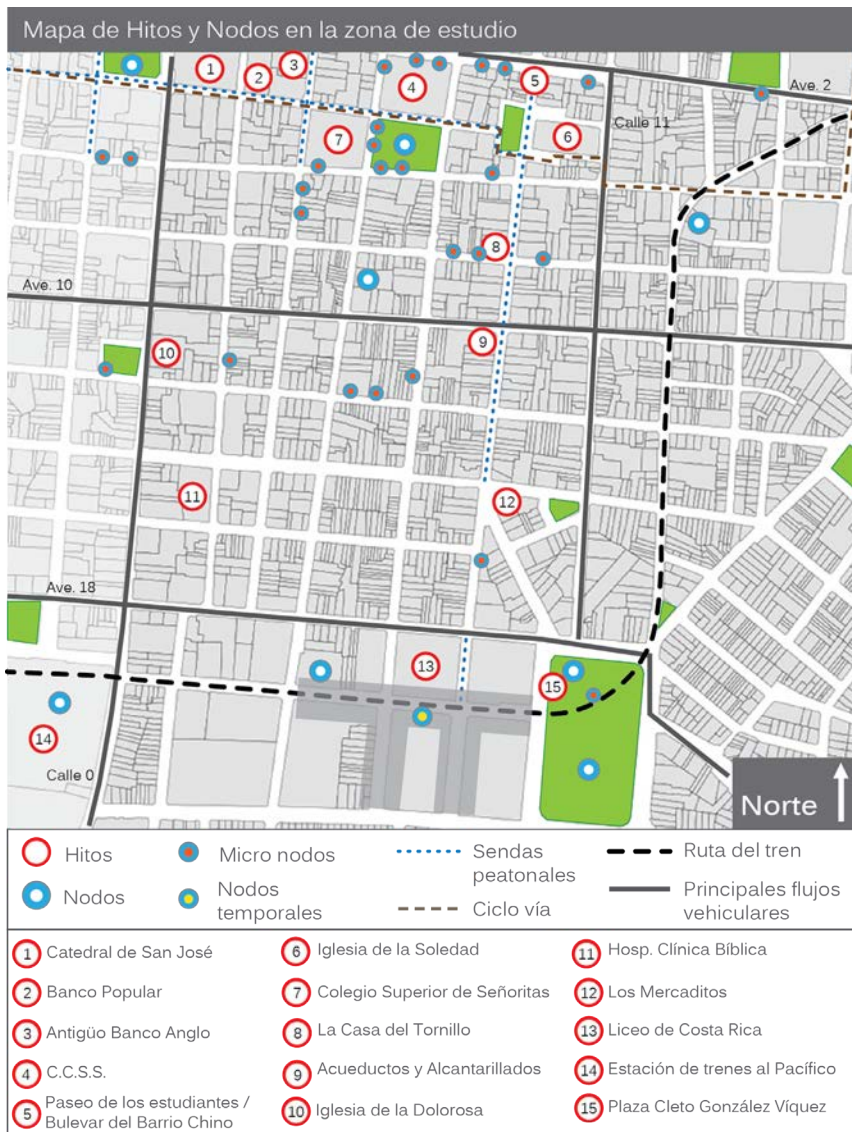 Mapa de Hitos y Nodos en la zona de estudio
1
2
3
4
5
6
7
8
9
10
11
12
13
14
15
Ave. 2
Calle 11
Ave. 10
Ave. 18
Calle 0
Norte
Hitos
Nodos
Micro nodos
Nodos
temporales
Sendas
peatonales
Ciclo vía
Ruta del tren
Principales flujos
vehiculares
1 Catedral de San José
2 Banco Popular
3 Antigüo Banco Anglo
4 C.C.S.S.
5 Paseo de los estudiantes /
Bulevar del Barrio Chino
6 Iglesia de la Soledad
7 Colegio Superior de Señoritas
8 La Casa del Tornillo
9 Acueductos y Alcantarillados
10 Iglesia de la Dolorosa
11 Hosp. Clínica Bíblica
12 Los Mercaditos
13 Liceo de Costa Rica
14 Estación de trenes al Pacífico
15 Plaza Cleto González Víquez